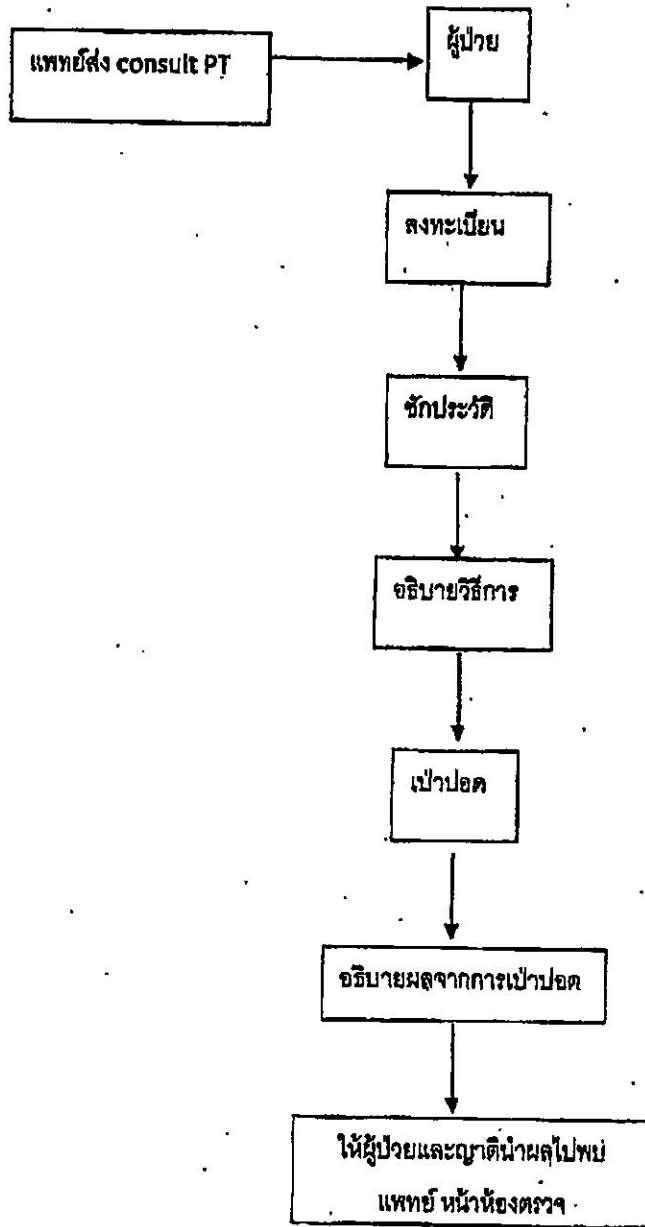 แพทย์ส่ง consult PT
ผู้ป่วย
ลงทะเบียน
ซักประวัติ
อธิบายวิธีการ
เป่าปอด
อธิบายผลจากการเป่าปอด
ให้ผู้ป่วยและญาตินำผลไปพบ
แพทย์ หน้าห้องตรวจ